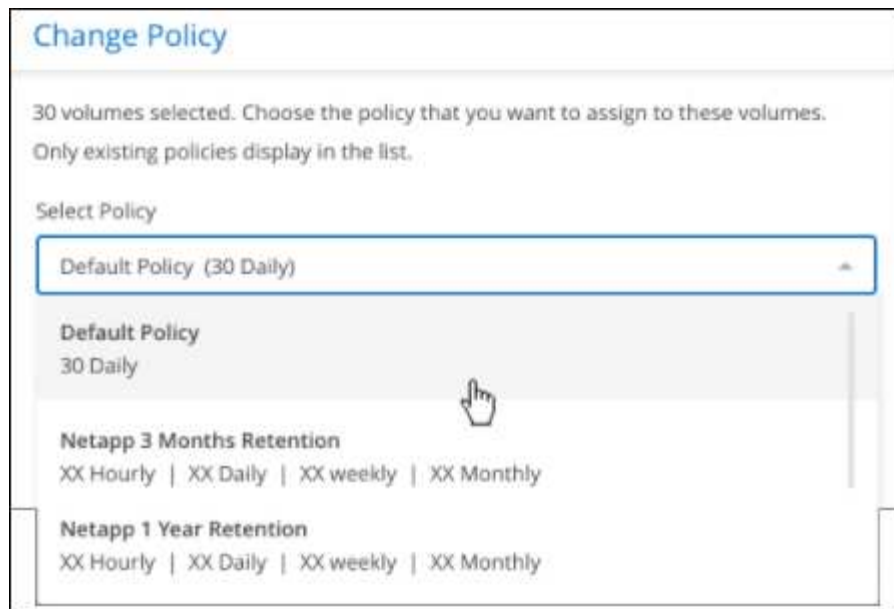 Change Policy
30 volumes selected. Choose the policy that you want to assign to these volumes.
Only existing policies display in the list.
Select Policy
Default Policy (30 Daily)
Default Policy
30 Daily
Netapp 3 Months Retention
XX Hourly | XX Daily | XX weekly | XX Monthly
Netapp 1 Year Retention
XX Hourly | XX Daily | XX weekly | XX Monthly